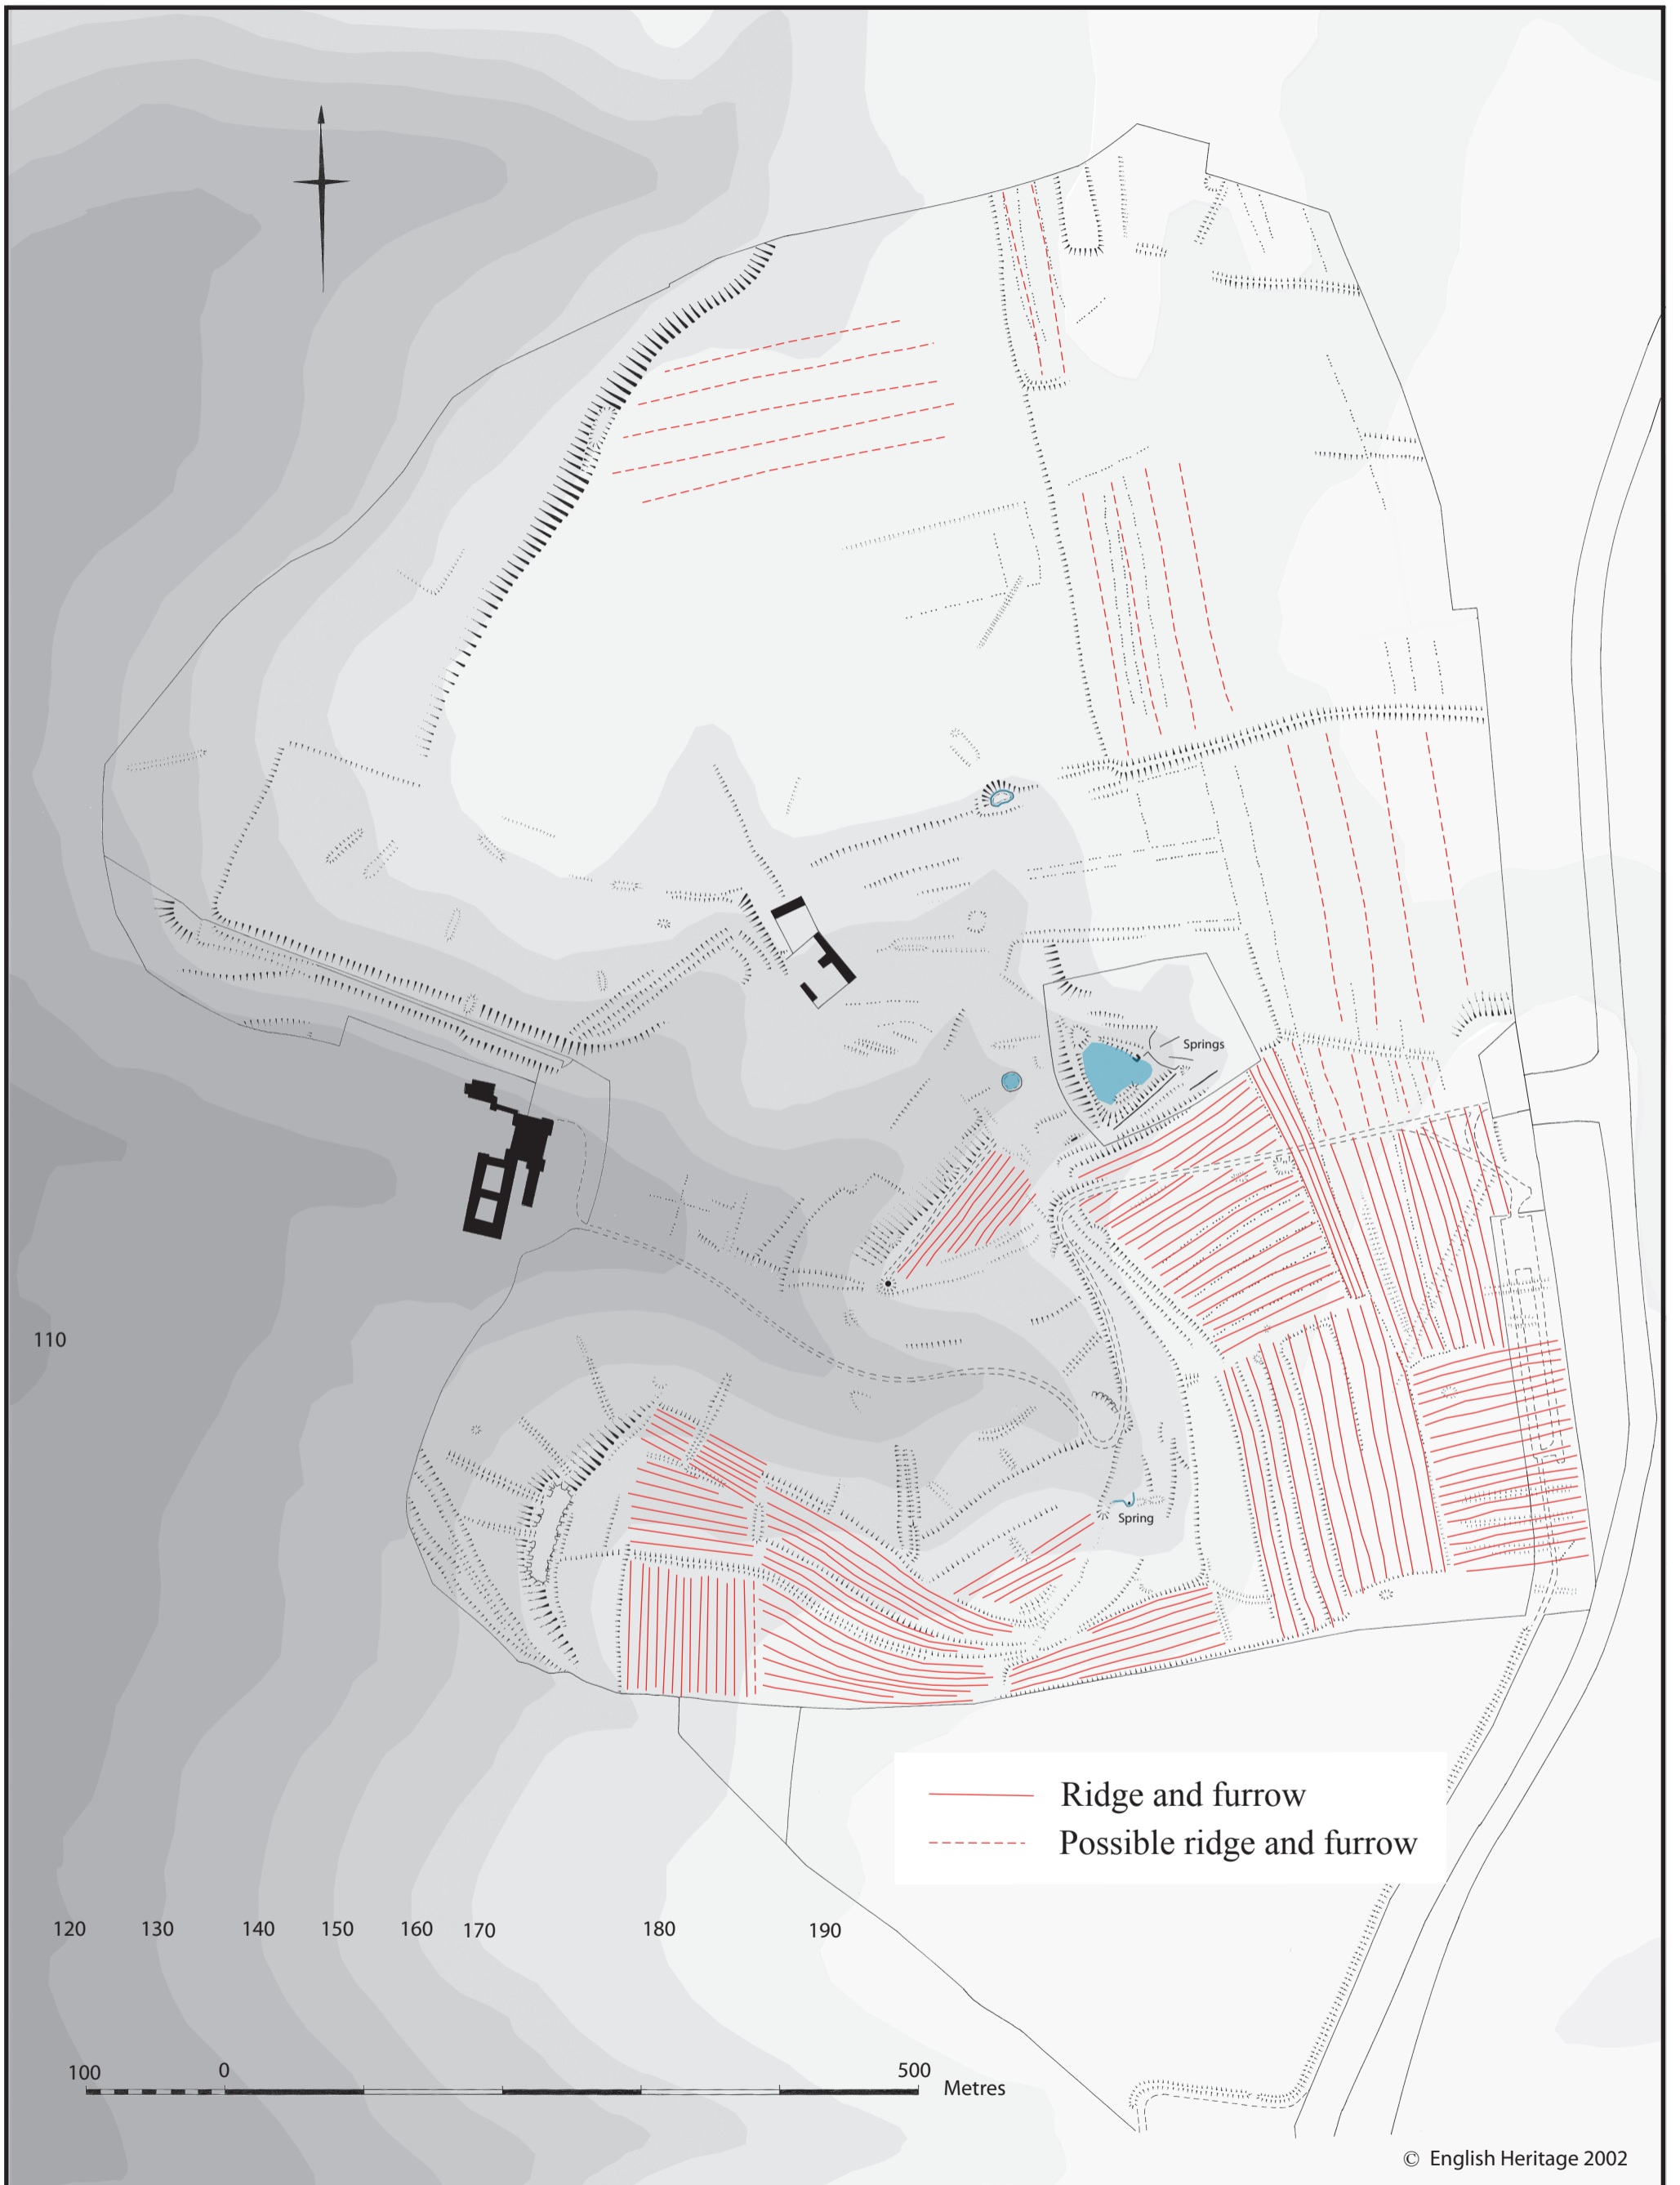 Springs
110
Spring
Ridge and furrow
Possible ridge and furrow
120 130 140 150 160 170 180 190
100 0 500 Metres
© English Heritage 2002